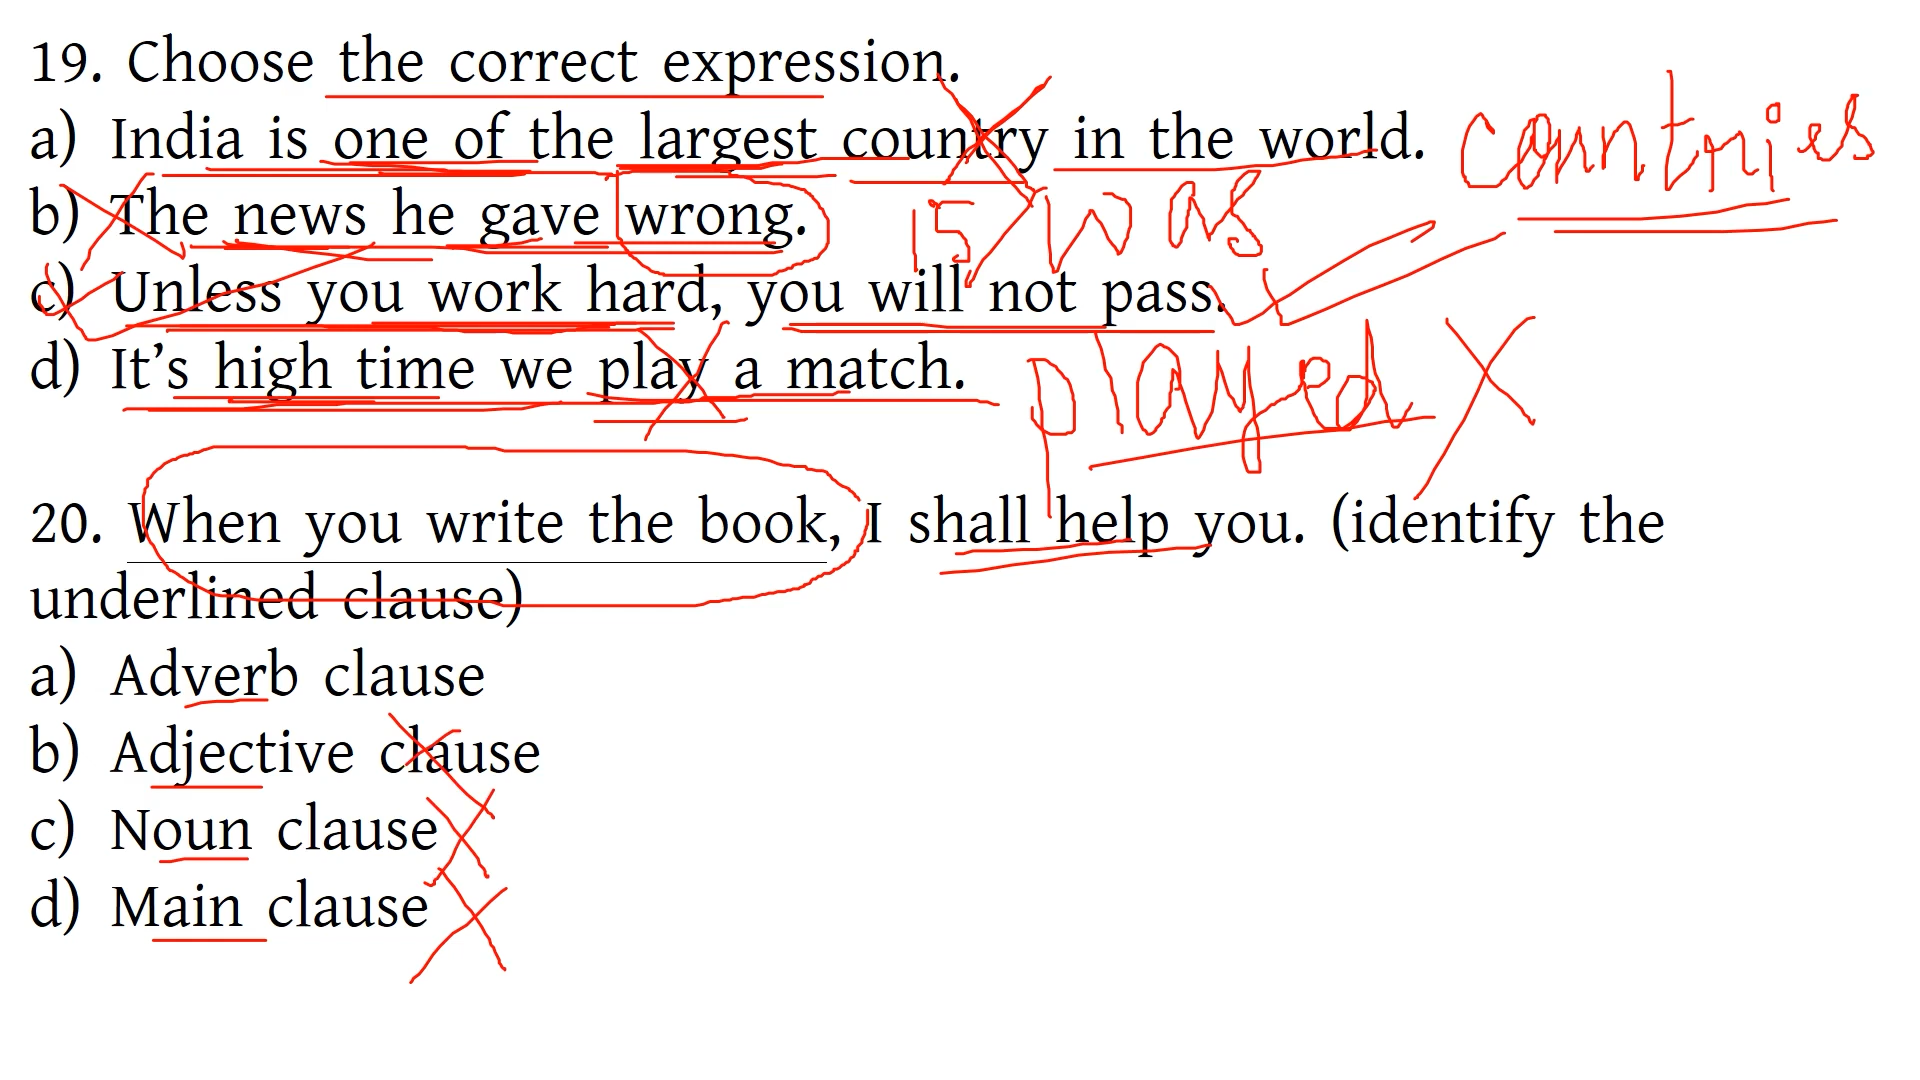 19. Choose the correct expression.
a) India is one of the largest country in the world. countries
b) The news he gave wrong. is was
c) Unless you work hard, you will not pass.
d) It's high time we play a match. played
20. When you write the book, I shall help you. (identify the
underlined clause)
a) Adverb clause
b) Adjective clause
c) Noun clause
d) Main clause